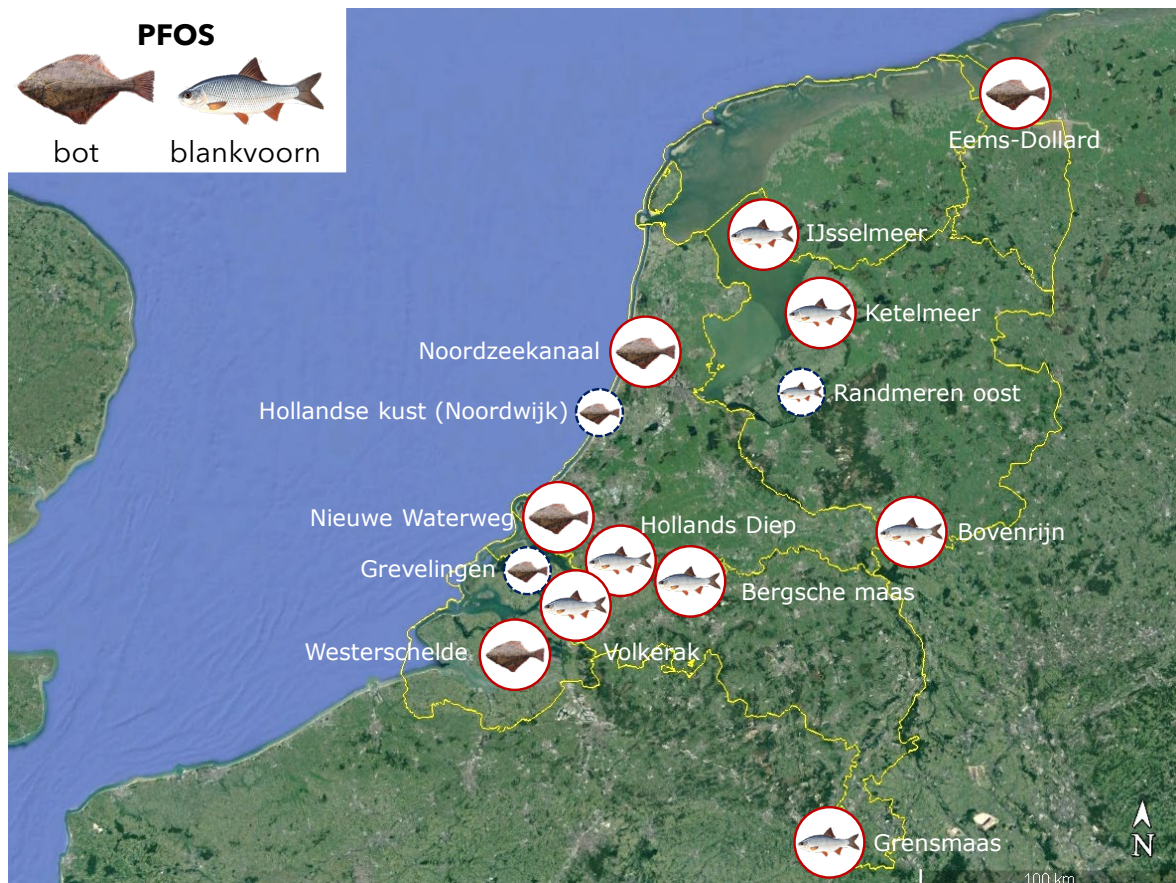 PFOS
bot
blankvoorn
Eems-Dollard
IJsselmeer
Ketelmeer
Noordzeekanaal
Randmeren oost
Hollandse kust (Noordwijk)
Nieuwe Waterweg
Hollands Diep
Bovenrijn
Grevelingen
Bergsche maas
Westerschelde
Volkerak
Grensmaas
N
100 km